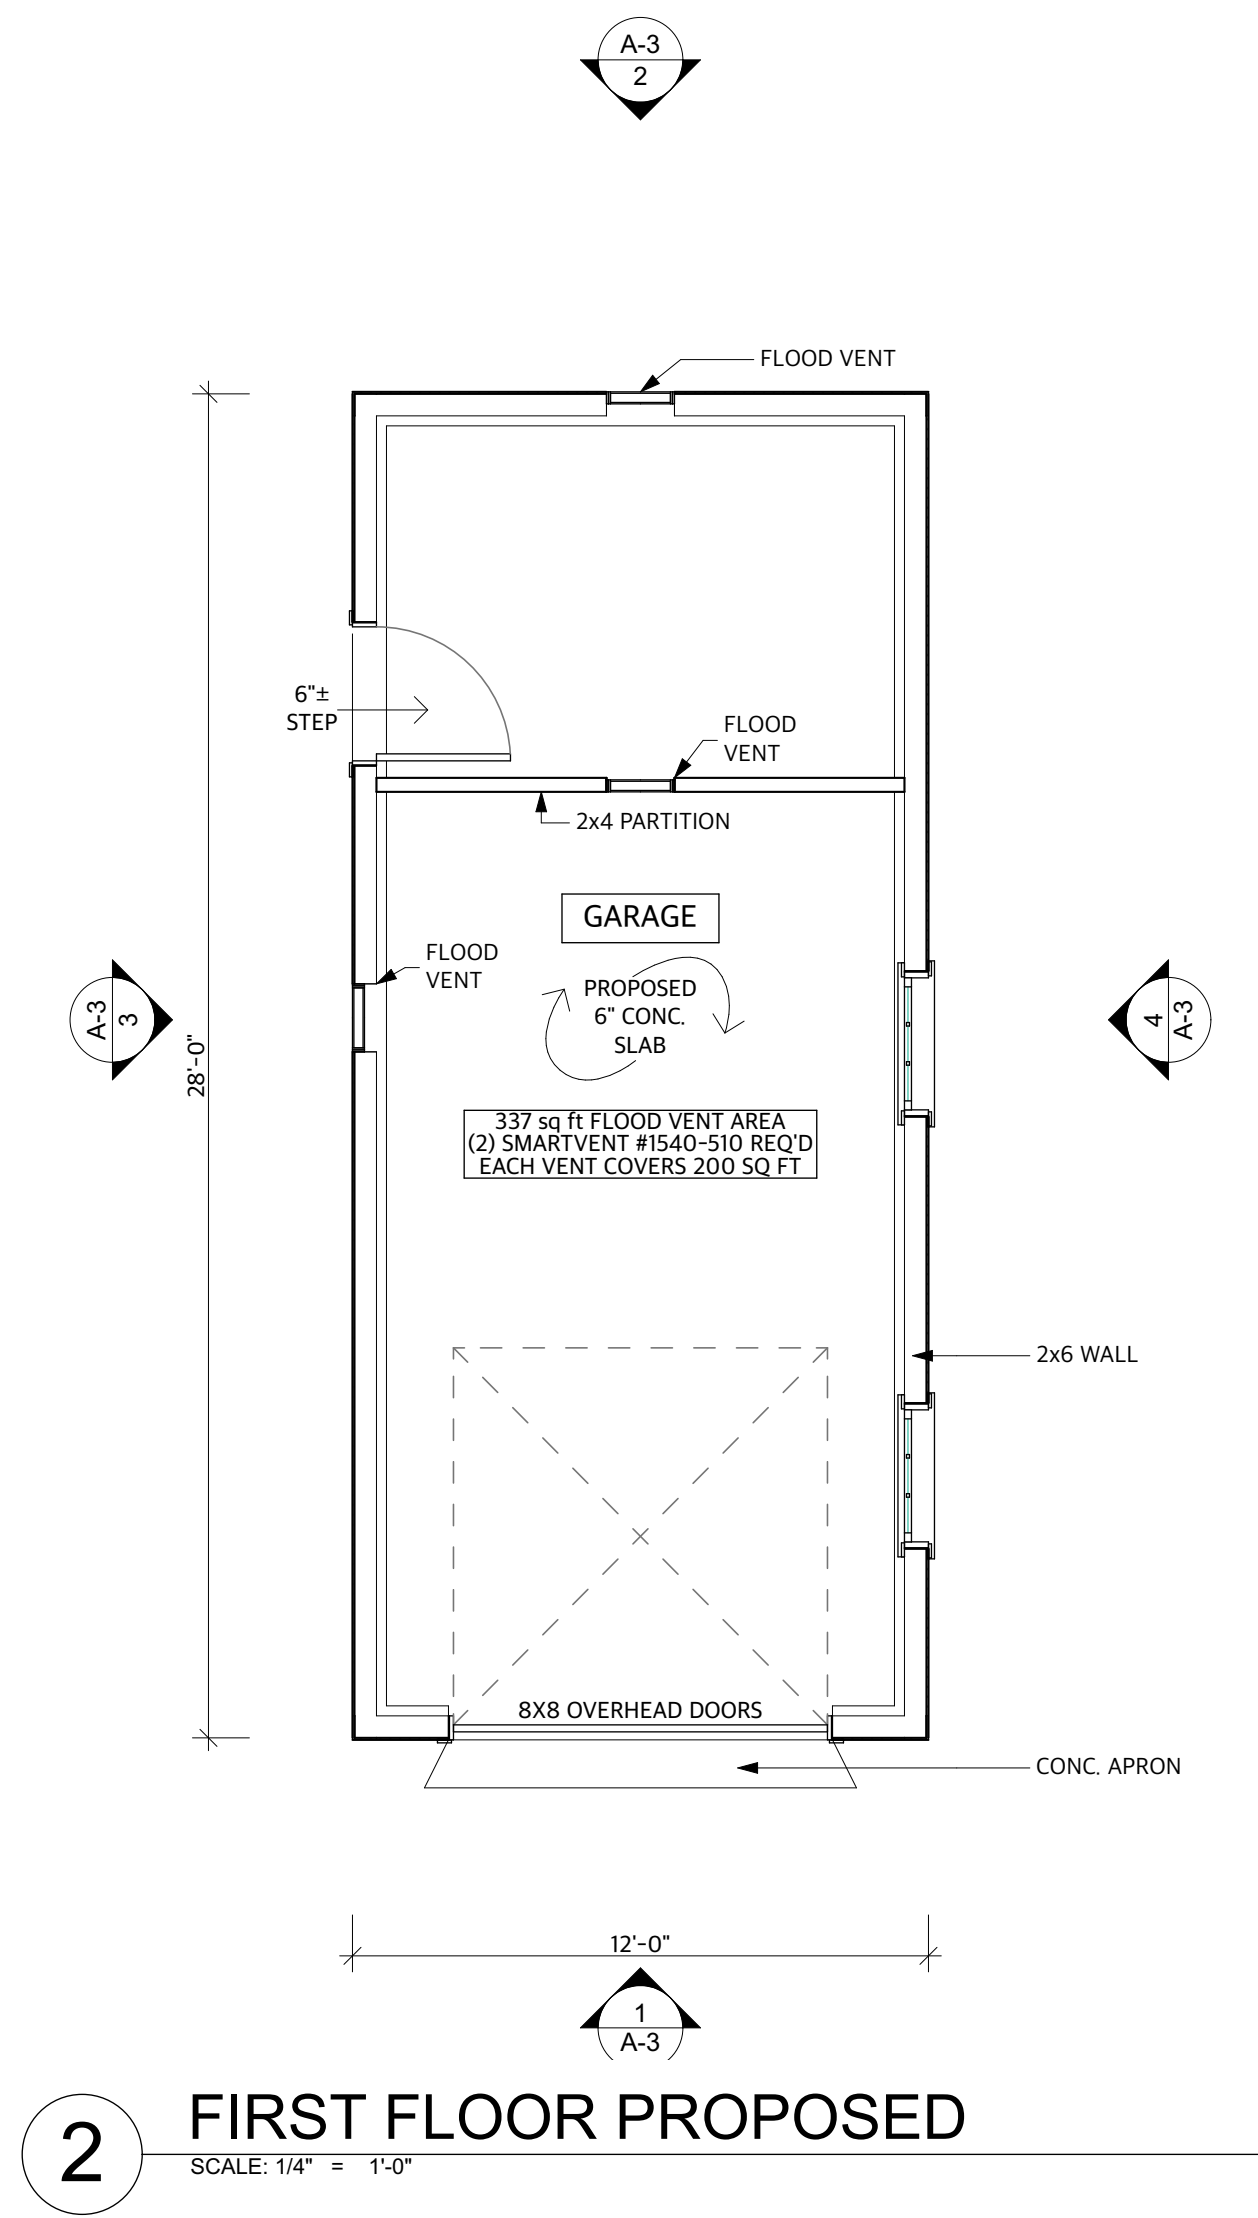 A-3
2
FLOOD VENT
6"±
STEP
FLOOD
VENT
2x4 PARTITION
GARAGE
FLOOD
VENT
PROPOSED
6" CONC.
SLAB
A-3
3
28'-0"
4
A-3
337 sq ft FLOOD VENT AREA
(2) SMARTVENT #1540-510 REQ'D
EACH VENT COVERS 200 SQ FT
2x6 WALL
8X8 OVERHEAD DOORS
CONC. APRON
12'-0"
1
A-3
2
FIRST FLOOR PROPOSED
SCALE: 1/4" = 1'-0"